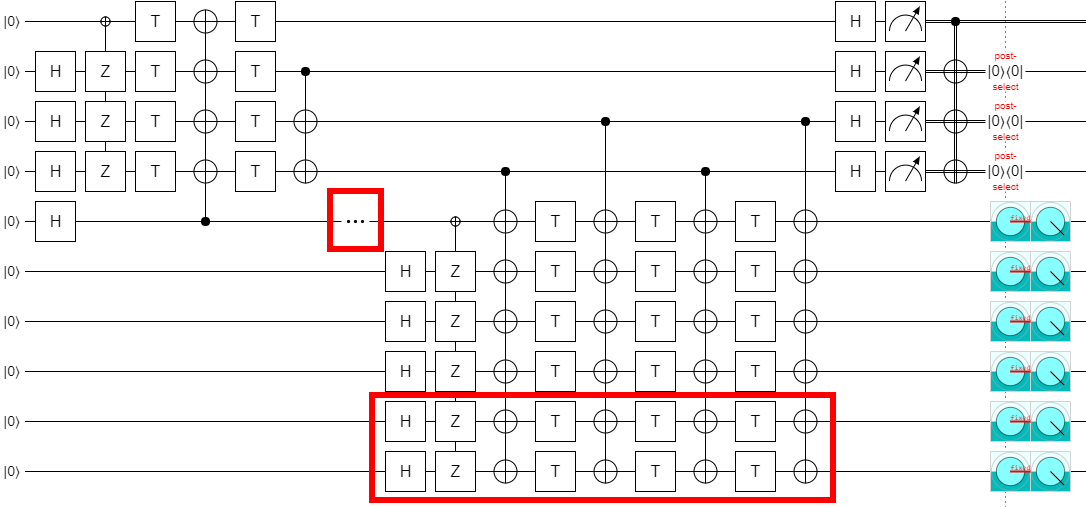 |0⟩ T T H
|0⟩ H Z T T H post- |0⟩⟨0| select
|0⟩ H Z T T H post- |0⟩⟨0| select
|0⟩ H Z T T H post- |0⟩⟨0| select
|0⟩ H ... T T T fixed
|0⟩ H Z T T T fixed
|0⟩ H Z T T T fixed
|0⟩ H Z T T T fixed
|0⟩ H Z T T T fixed
|0⟩ H Z T T T fixed